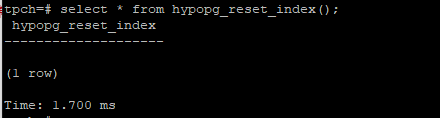 tpch=# select * from hypopg_reset_index();
 hypopg_reset_index
--------------------

(1 row)

Time: 1.700 ms